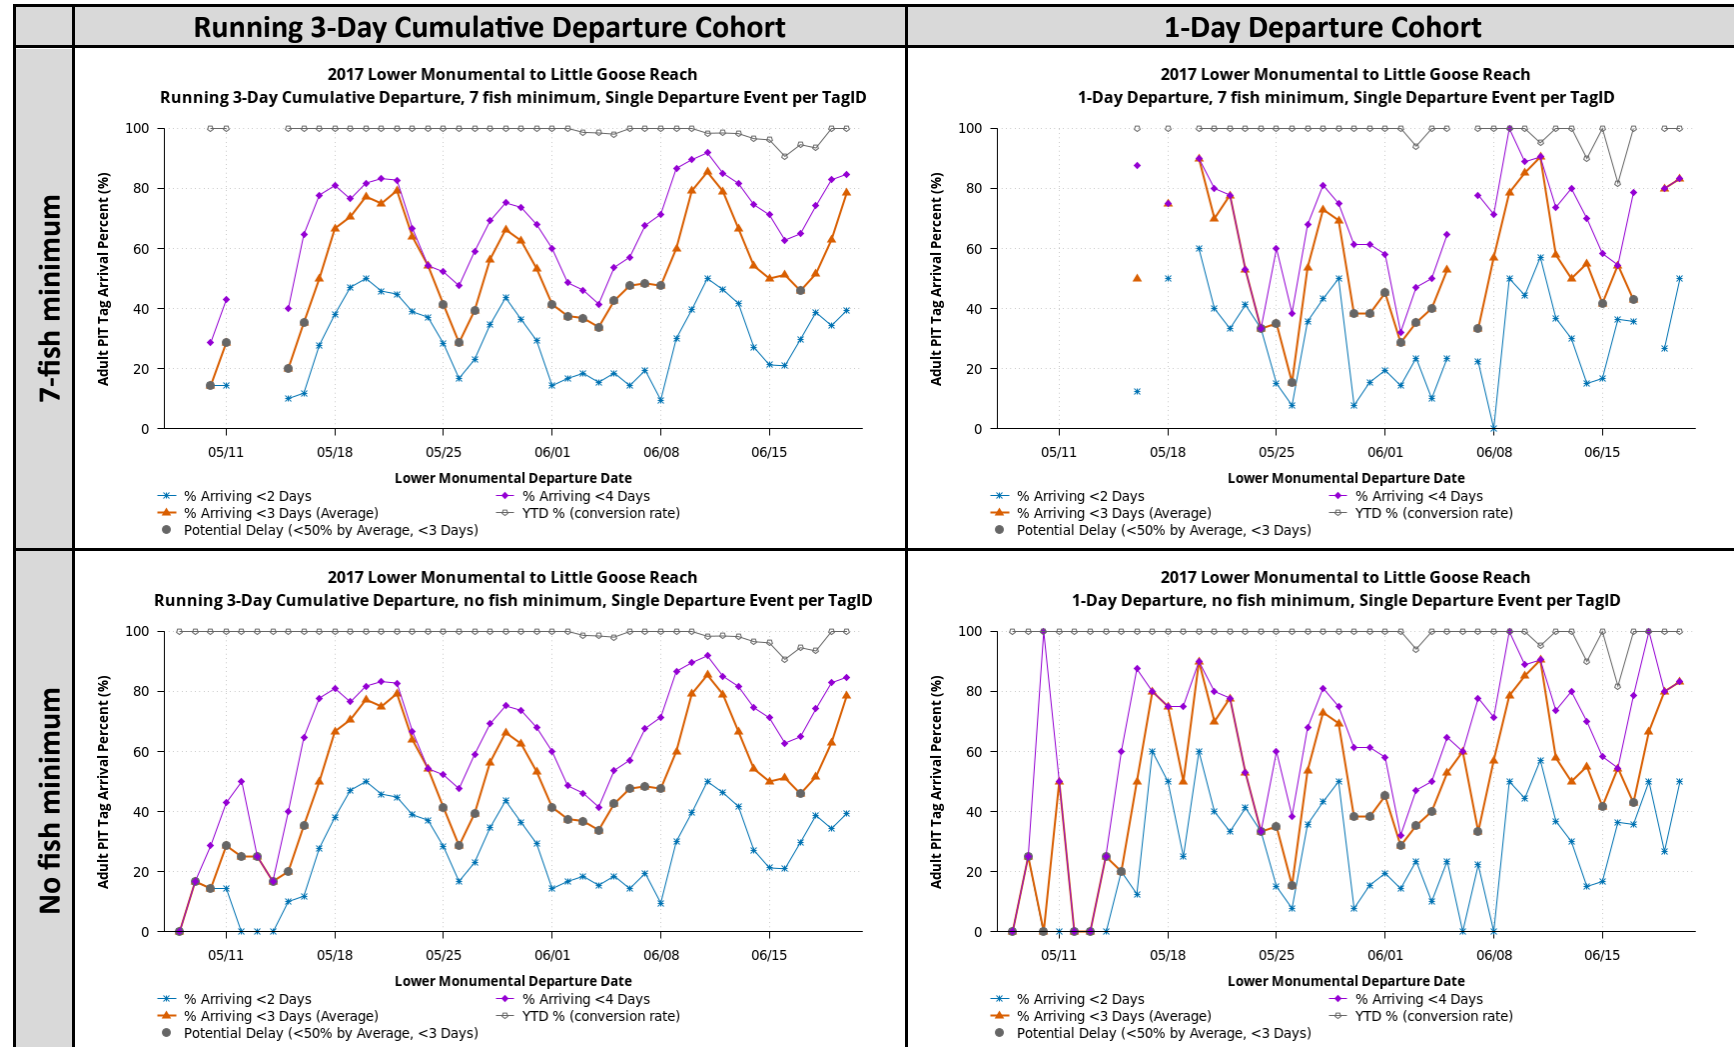 Running 3-Day Cumulative Departure Cohort
1-Day Departure Cohort
7-fish minimum
2017 Lower Monumental to Little Goose Reach
Running 3-Day Cumulative Departure, 7 fish minimum, Single Departure Event per TagID
Adult PIT Tag Arrival Percent (%)
100
80
60
40
20
0
05/11 05/18 05/25 06/01 06/08 06/15
Lower Monumental Departure Date
% Arriving <2 Days
% Arriving <4 Days
% Arriving <3 Days (Average)
YTD % (conversion rate)
Potential Delay (<50% by Average, <3 Days)
2017 Lower Monumental to Little Goose Reach
1-Day Departure, 7 fish minimum, Single Departure Event per TagID
Adult PIT Tag Arrival Percent (%)
100
80
60
40
20
0
05/11 05/18 05/25 06/01 06/08 06/15
Lower Monumental Departure Date
% Arriving <2 Days
% Arriving <4 Days
% Arriving <3 Days (Average)
YTD % (conversion rate)
Potential Delay (<50% by Average, <3 Days)
No fish minimum
2017 Lower Monumental to Little Goose Reach
Running 3-Day Cumulative Departure, no fish minimum, Single Departure Event per TagID
Adult PIT Tag Arrival Percent (%)
100
80
60
40
20
0
05/11 05/18 05/25 06/01 06/08 06/15
Lower Monumental Departure Date
% Arriving <2 Days
% Arriving <4 Days
% Arriving <3 Days (Average)
YTD % (conversion rate)
Potential Delay (<50% by Average, <3 Days)
2017 Lower Monumental to Little Goose Reach
1-Day Departure, no fish minimum, Single Departure Event per TagID
Adult PIT Tag Arrival Percent (%)
100
80
60
40
20
0
05/11 05/18 05/25 06/01 06/08 06/15
Lower Monumental Departure Date
% Arriving <2 Days
% Arriving <4 Days
% Arriving <3 Days (Average)
YTD % (conversion rate)
Potential Delay (<50% by Average, <3 Days)